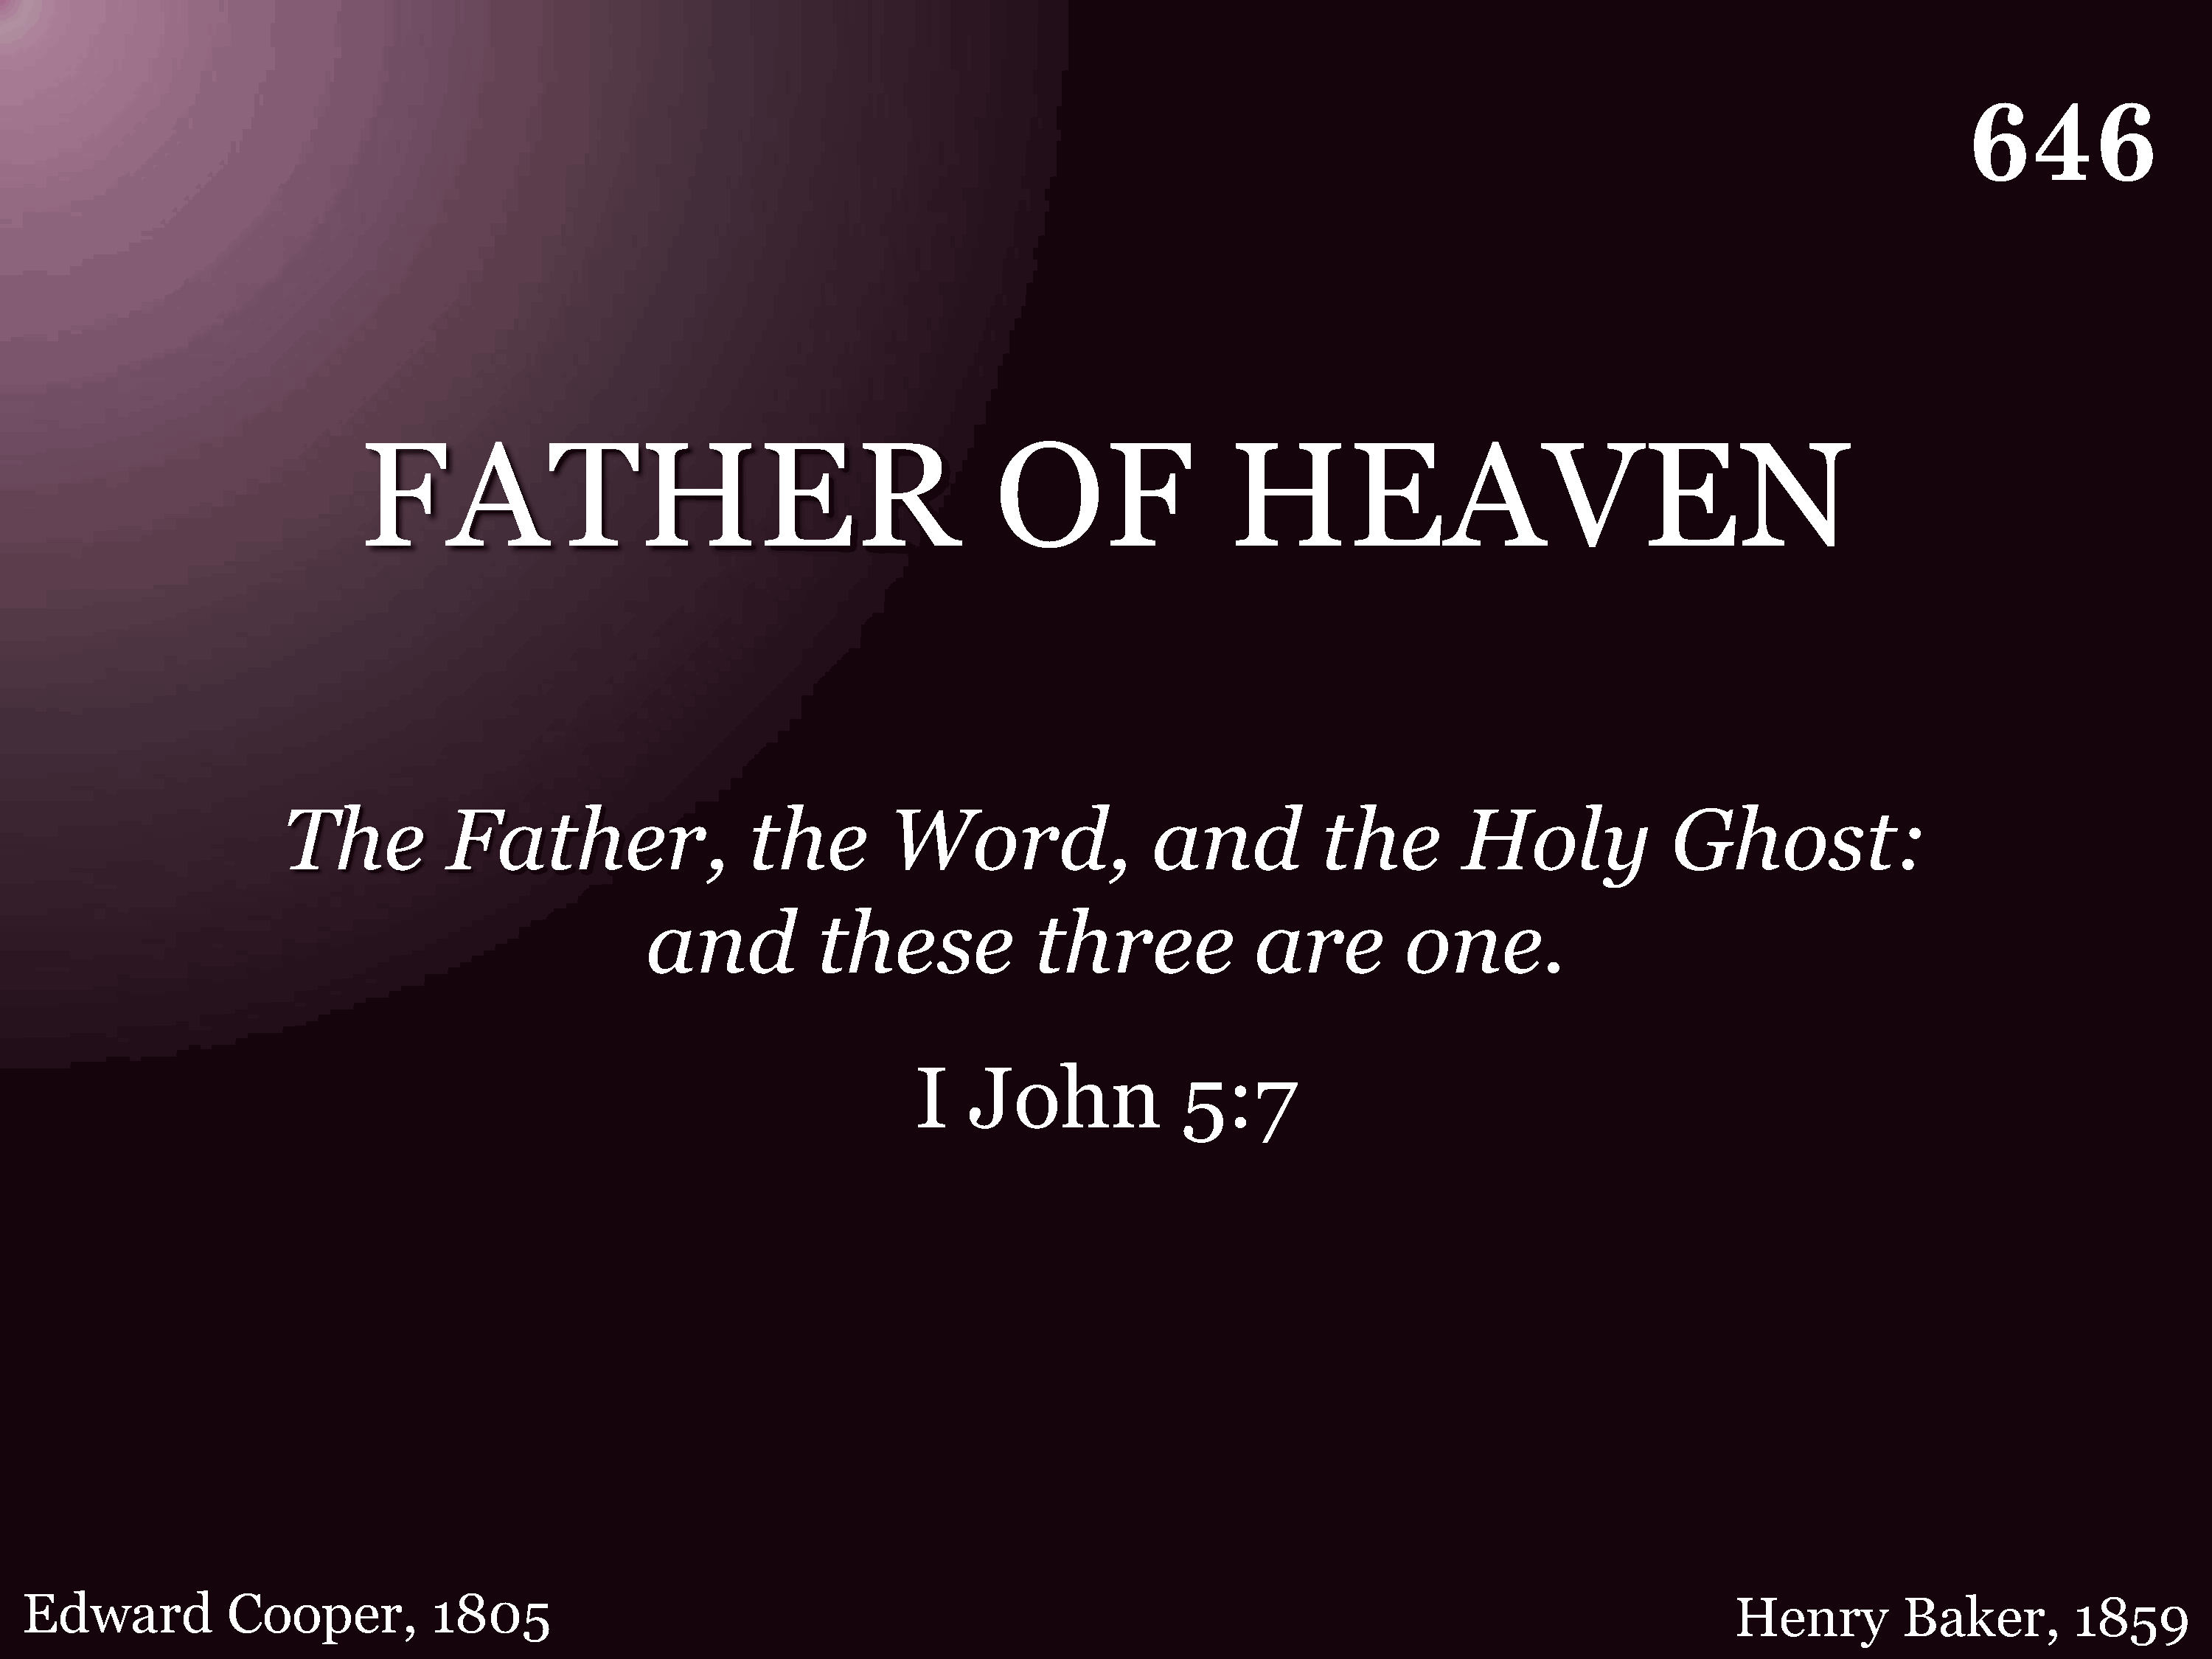 646
FATHER OF HEAVEN
The Father, the Word, and the Holy Ghost:
and these three are one.
I John 5:7
Edward Cooper, 1805
Henry Baker, 1859